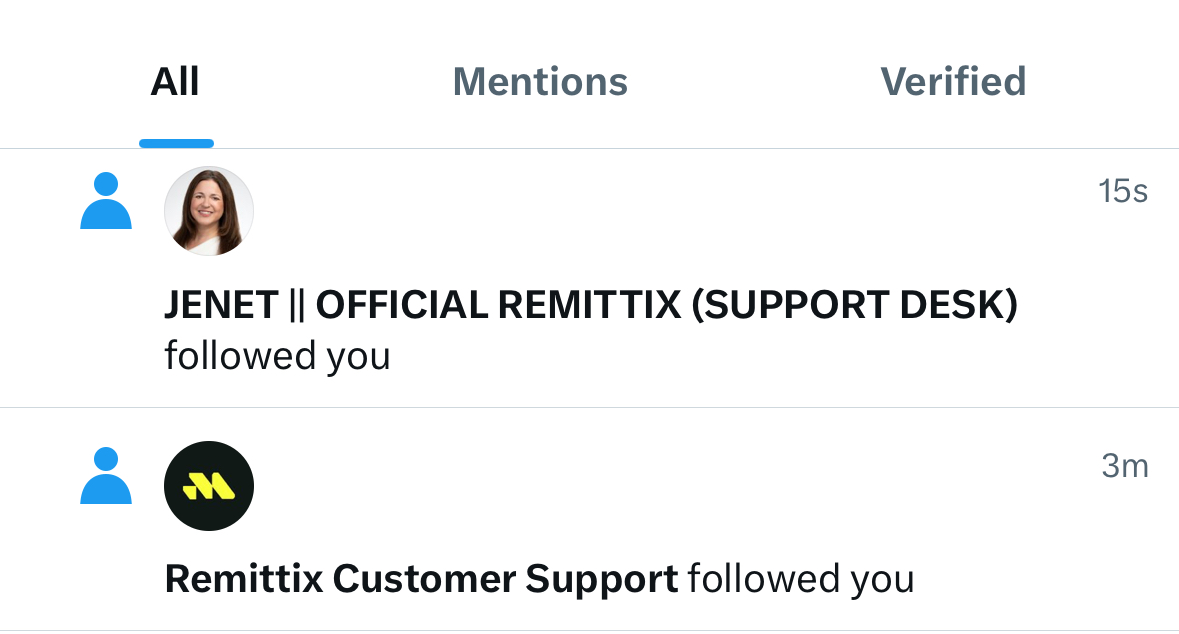 All Mentions Verified
15s
JENET || OFFICIAL REMITTIX (SUPPORT DESK)
followed you
3m
Remittix Customer Support followed you